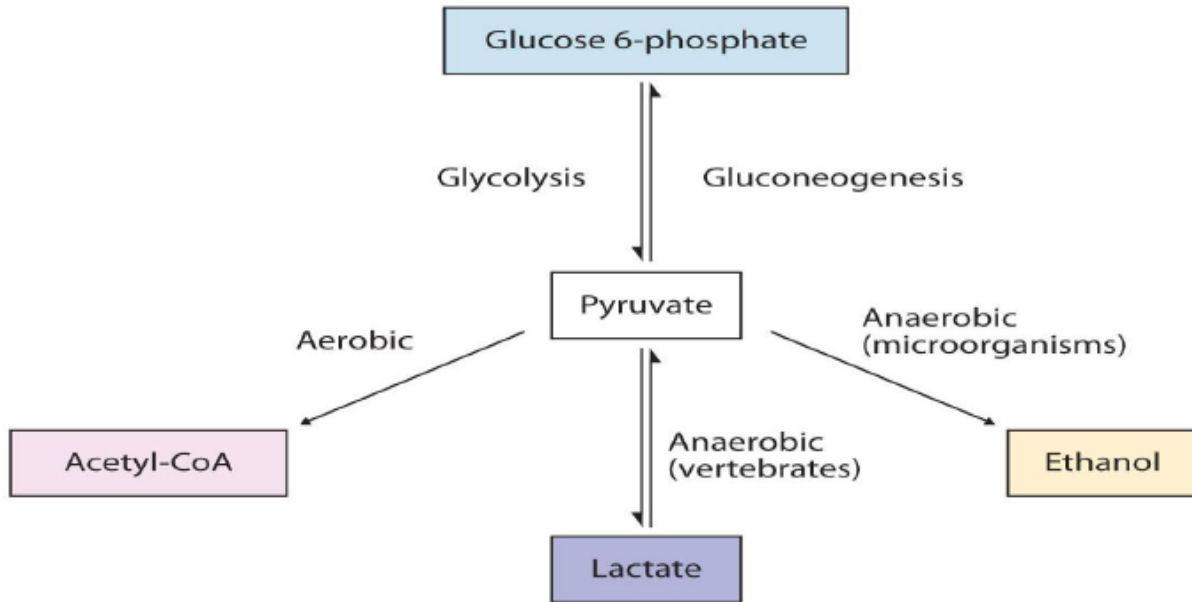 Glucose 6-phosphate
Glycolysis
Gluconeogenesis
Pyruvate
Aerobic
Anaerobic
(microorganisms)
Acetyl-CoA
Anaerobic
(vertebrates)
Ethanol
Lactate